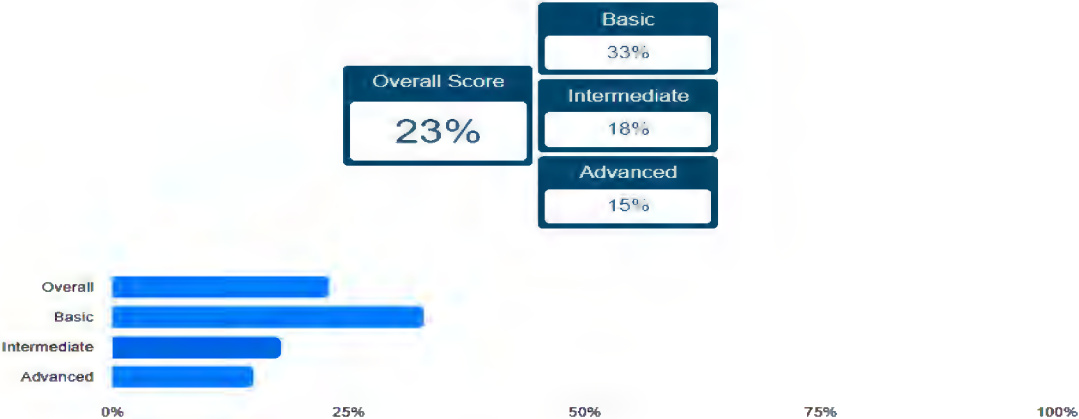 Basic
33%
Overall Score
23%
Intermediate
18%
Advanced
15%
Overall
Basic
Intermediate
Advanced
0% 25% 50% 75% 100%